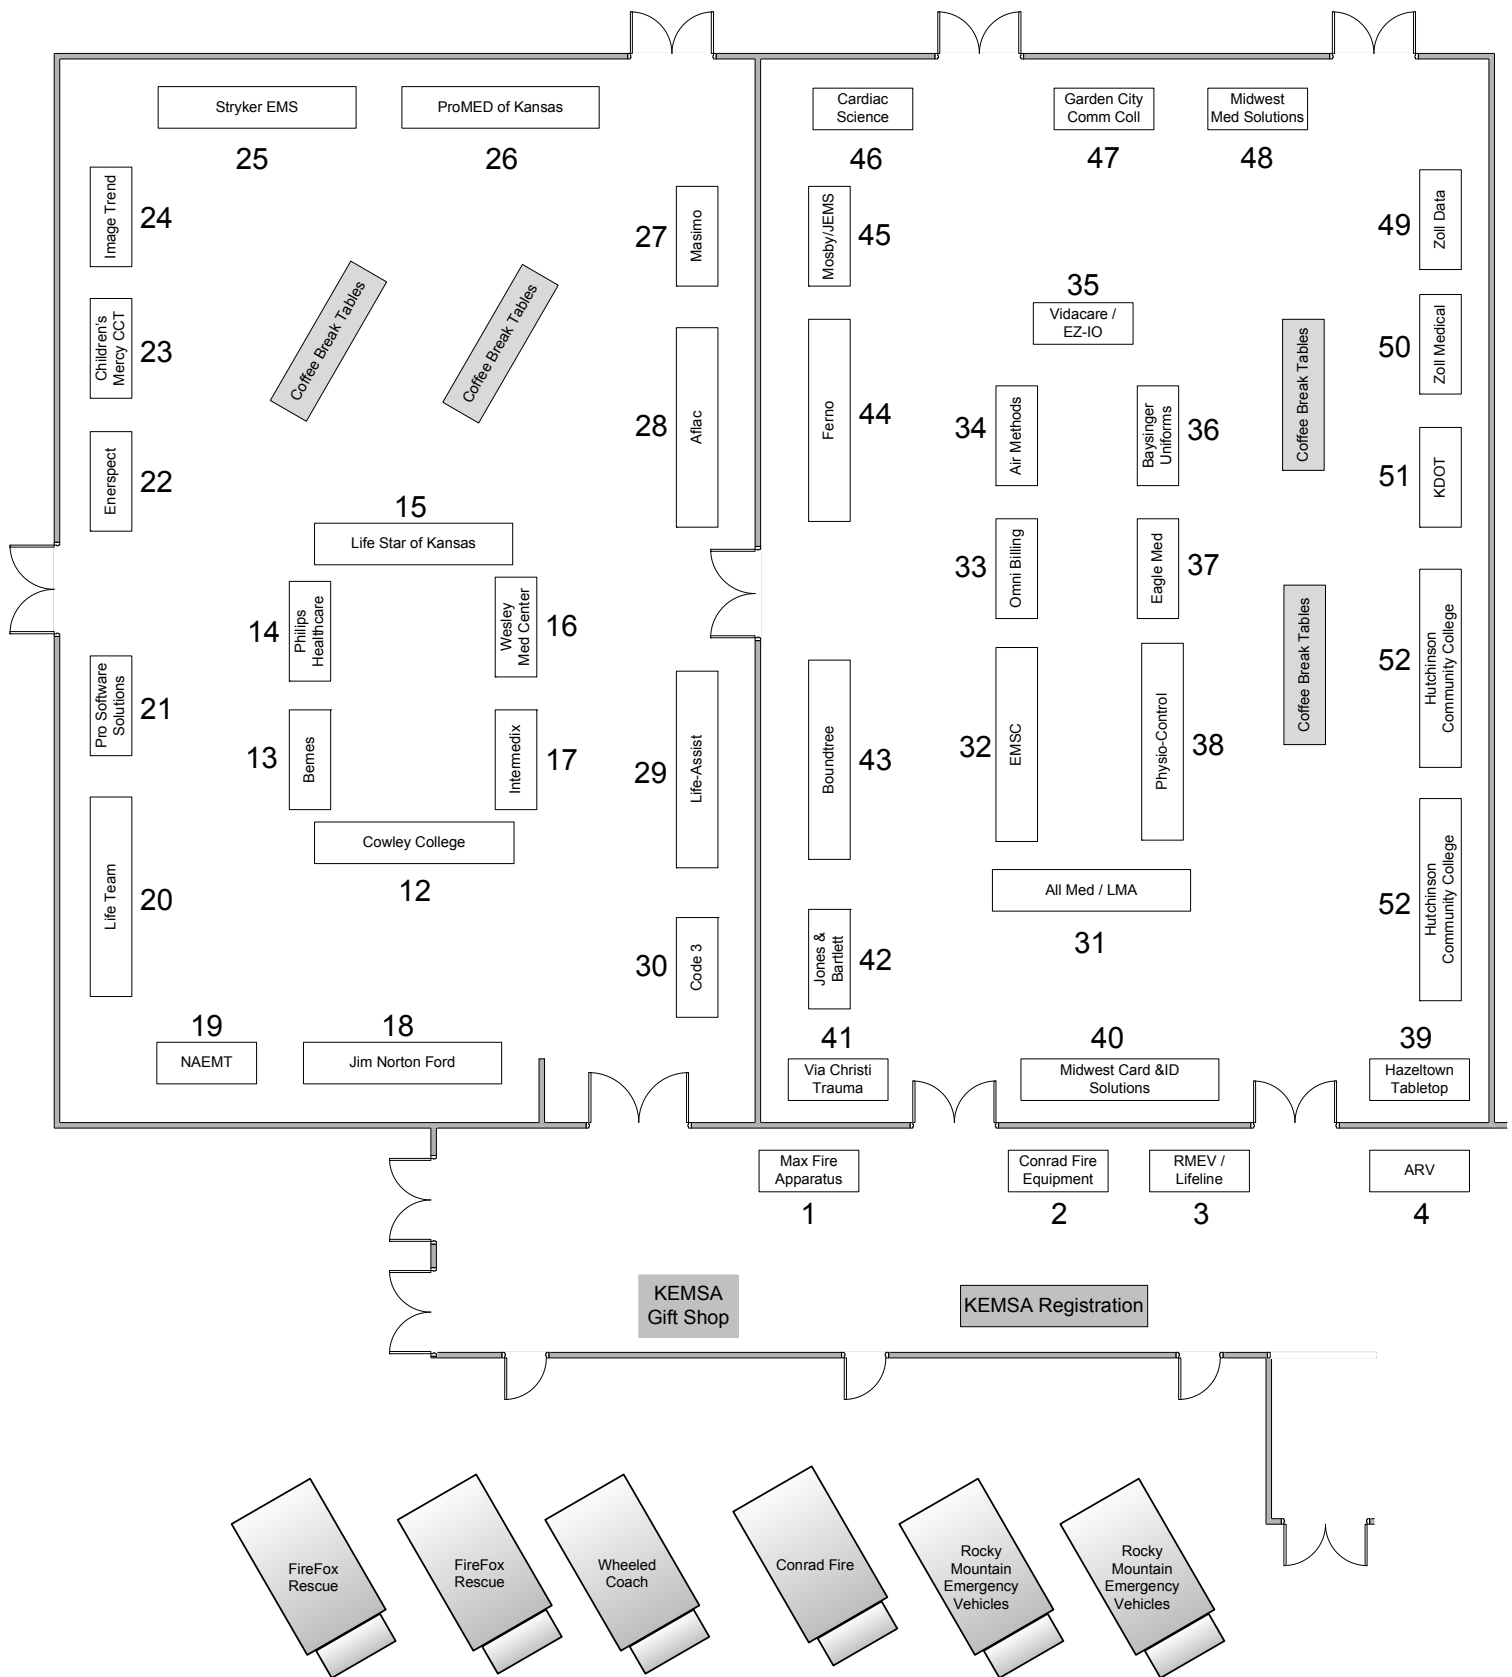 Stryker EMS
25
ProMED of Kansas
26
Cardiac
Science
46
Garden City
Comm Coll
47
Midwest
Med Solutions
48
Image Trend
24
Children's
Mercy CCT
23
Enerspect
22
Coffee Break Tables
Coffee Break Tables
27
Masimo
28
Aflac
15
Life Star of Kansas
14
Philips
Healthcare
Wesley
Med Center
16
13
Bemes
Intermedix
17
Cowley College
12
Pro Software
Solutions
21
Life Team
20
29
Life-Assist
30
Code 3
19
NAEMT
18
Jim Norton Ford
Mosby/JEMS
45
Ferno
44
35
Vidacare /
EZ-IO
34
Air Methods
Baysinger
Uniforms
36
33
Omni Billing
Eagle Med
37
32
EMSC
Physio-Control
38
All Med / LMA
31
Boundtree
43
Jones &
Bartlett
42
Coffee Break Tables
Coffee Break Tables
49
Zoll Data
50
Zoll Medical
51
KDOT
52
Hutchinson
Community College
52
Hutchinson
Community College
41
Via Christi
Trauma
40
Midwest Card &ID
Solutions
39
Hazeltown
Tabletop
Max Fire
Apparatus
1
Conrad Fire
Equipment
2
RMEV /
Lifeline
3
ARV
4
KEMSA
Gift Shop
KEMSA Registration
FireFox
Rescue
FireFox
Rescue
Wheeled
Coach
Conrad Fire
Rocky
Mountain
Emergency
Vehicles
Rocky
Mountain
Emergency
Vehicles